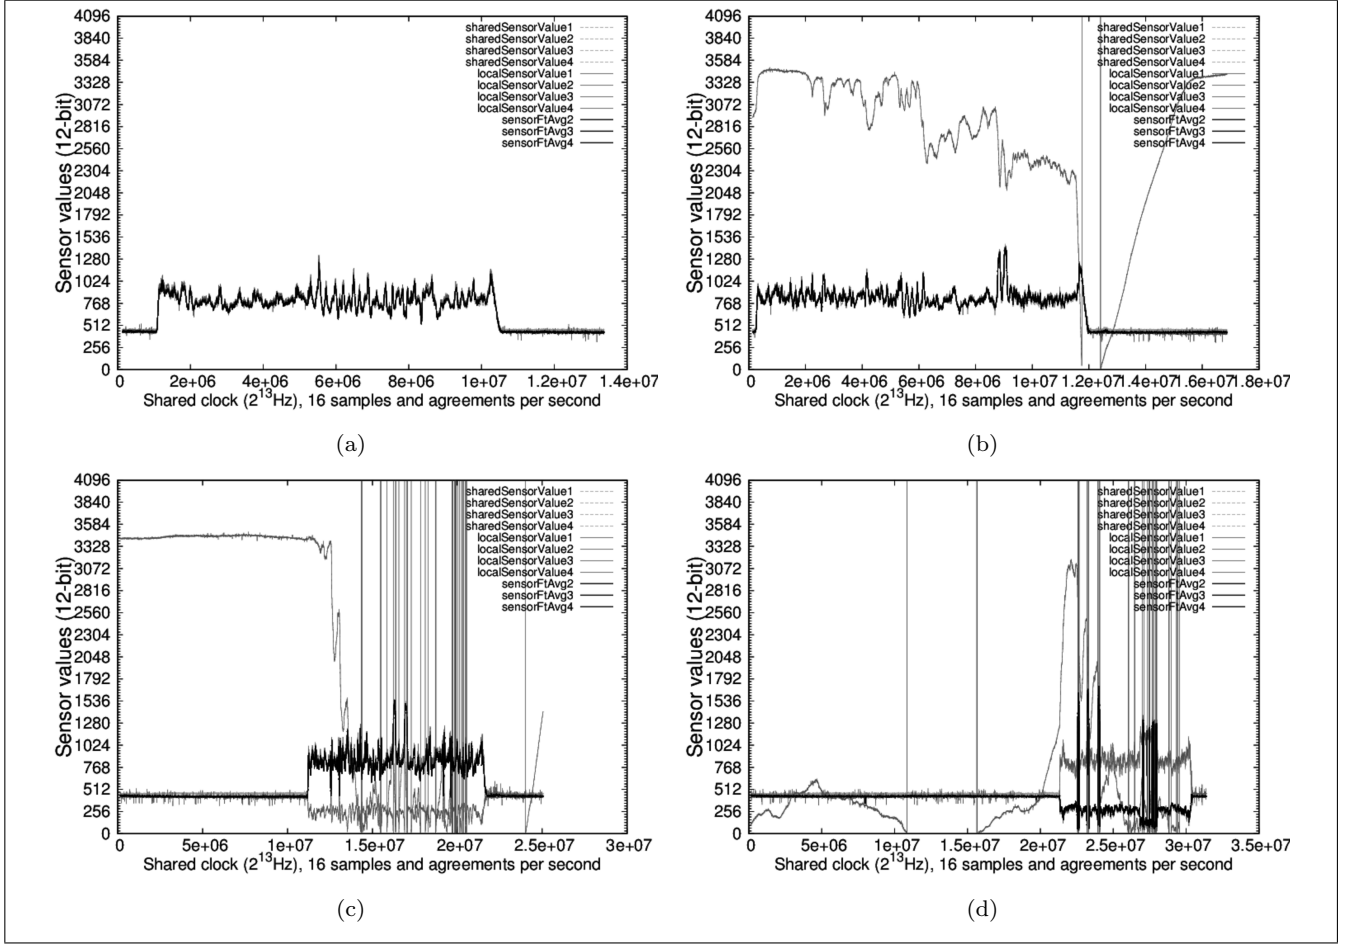 4096
3840
3584
3328
3072
2816
2560
2304
2048
1792
1536
1280
1024
768
512
256
0
Sensor values (12-bit)
sharedSensorValue1
sharedSensorValue2
sharedSensorValue3
sharedSensorValue4
localSensorValue1
localSensorValue2
localSensorValue3
localSensorValue4
sensorFtAvg2
sensorFtAvg3
sensorFtAvg4
0 2e+06 4e+06 6e+06 8e+06 1e+07 1.2e+07 1.4e+07
Shared clock (2^13Hz), 16 samples and agreements per second
(a)
4096
3840
3584
3328
3072
2816
2560
2304
2048
1792
1536
1280
1024
768
512
256
0
Sensor values (12-bit)
sharedSensorValue1
sharedSensorValue2
sharedSensorValue3
sharedSensorValue4
localSensorValue1
localSensorValue2
localSensorValue3
localSensorValue4
sensorFtAvg2
sensorFtAvg3
sensorFtAvg4
0 2e+06 4e+06 6e+06 8e+06 1e+07 1.2e+07 1.4e+07 1.6e+07 1.8e+07
Shared clock (2^13Hz), 16 samples and agreements per second
(b)
4096
3840
3584
3328
3072
2816
2560
2304
2048
1792
1536
1280
1024
768
512
256
0
Sensor values (12-bit)
sharedSensorValue1
sharedSensorValue2
sharedSensorValue3
sharedSensorValue4
localSensorValue1
localSensorValue2
localSensorValue3
localSensorValue4
sensorFtAvg2
sensorFtAvg3
sensorFtAvg4
0 5e+06 1e+07 1.5e+07 2e+07 2.5e+07 3e+07
Shared clock (2^13Hz), 16 samples and agreements per second
(c)
4096
3840
3584
3328
3072
2816
2560
2304
2048
1792
1536
1280
1024
768
512
256
0
Sensor values (12-bit)
sharedSensorValue1
sharedSensorValue2
sharedSensorValue3
sharedSensorValue4
localSensorValue1
localSensorValue2
localSensorValue3
localSensorValue4
sensorFtAvg2
sensorFtAvg3
sensorFtAvg4
0 5e+06 1e+07 1.5e+07 2e+07 2.5e+07 3e+07 3.5e+07
Shared clock (2^13Hz), 16 samples and agreements per second
(d)